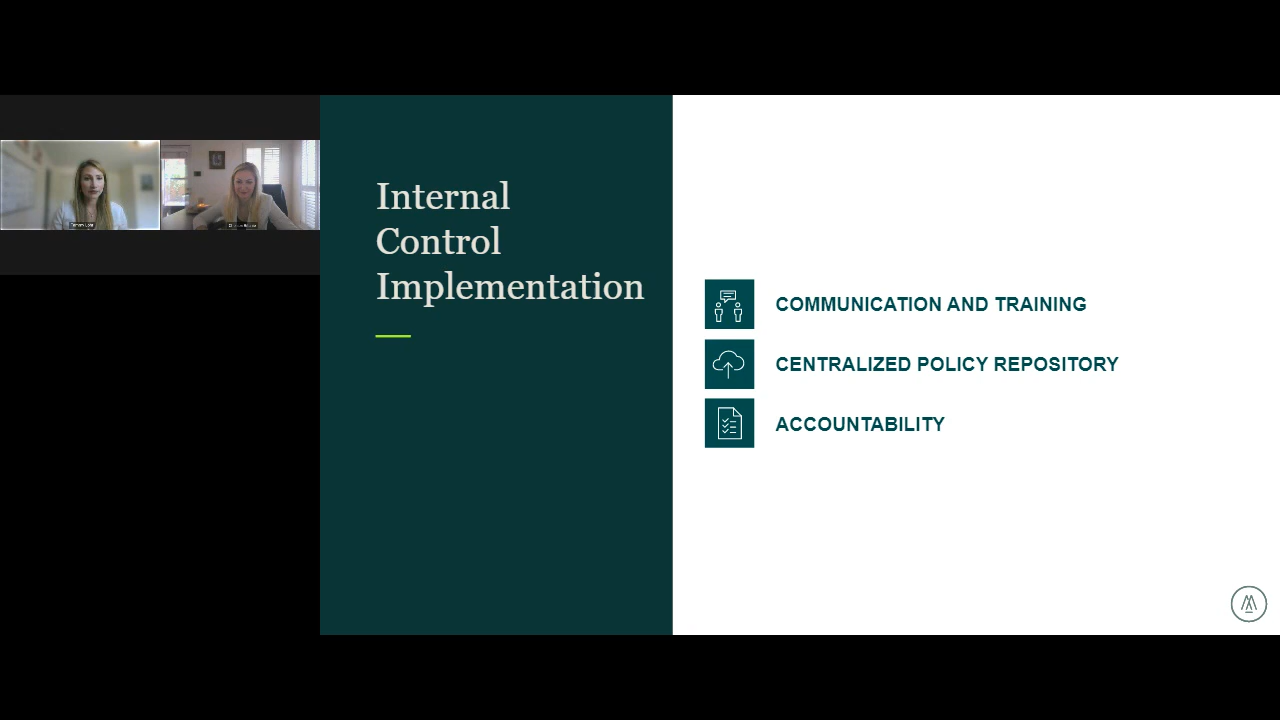 Internal
Control
Implementation
COMMUNICATION AND TRAINING
CENTRALIZED POLICY REPOSITORY
ACCOUNTABILITY